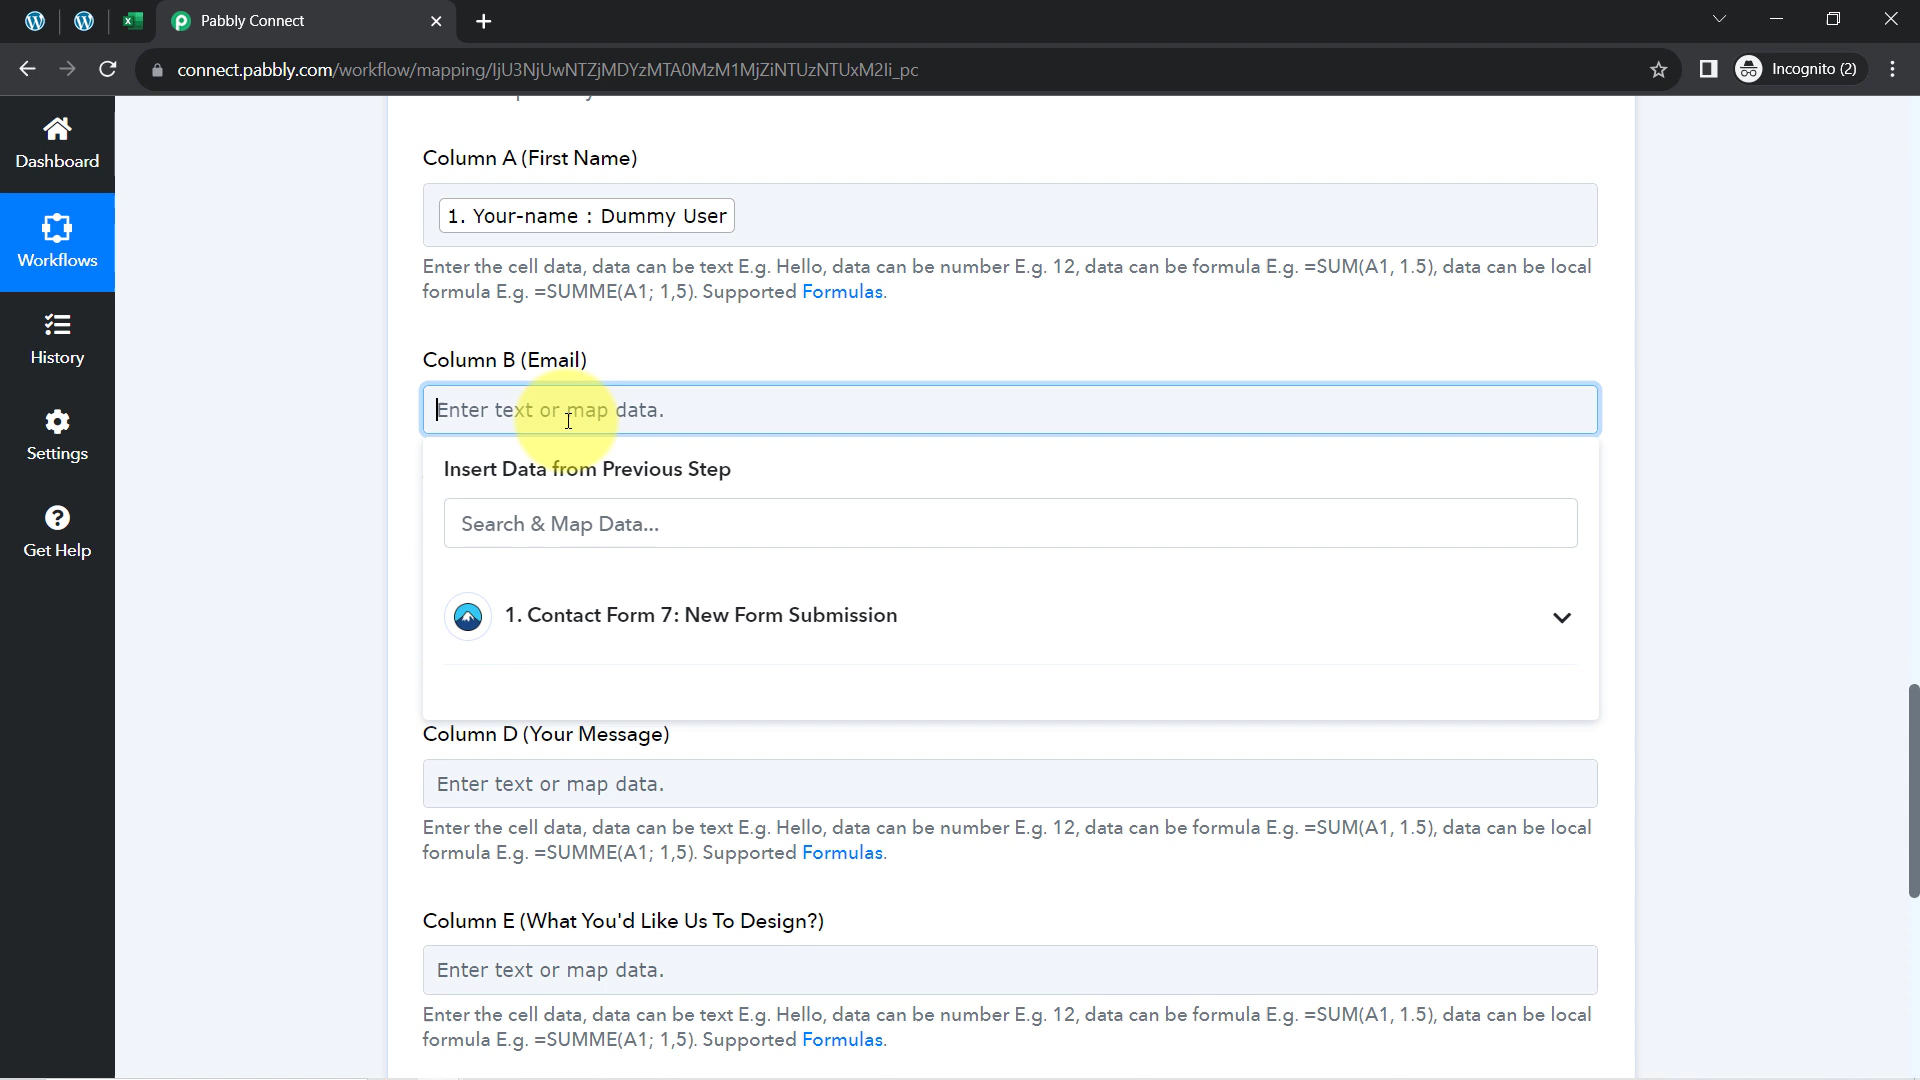 Pabbly Connect
connect.pabbly.com/workflow/mapping/IjU3NjUwNTZjMDYzMTA0MzM1MjZiNTUzNTUxM2Ii_pc
Incognito (2)
Dashboard
Workflows
History
Settings
Get Help
Column A (First Name)
1. Your-name : Dummy User
Enter the cell data, data can be text E.g. Hello, data can be number E.g. 12, data can be formula E.g. =SUM(A1, 1.5), data can be local
formula E.g. =SUMME(A1; 1,5). Supported Formulas.
Column B (Email)
Enter text or map data.
Insert Data from Previous Step
Search & Map Data...
1. Contact Form 7: New Form Submission
Column D (Your Message)
Enter text or map data.
Enter the cell data, data can be text E.g. Hello, data can be number E.g. 12, data can be formula E.g. =SUM(A1, 1.5), data can be local
formula E.g. =SUMME(A1; 1,5). Supported Formulas.
Column E (What You'd Like Us To Design?)
Enter text or map data.
Enter the cell data, data can be text E.g. Hello, data can be number E.g. 12, data can be formula E.g. =SUM(A1, 1.5), data can be local
formula E.g. =SUMME(A1; 1,5). Supported Formulas.